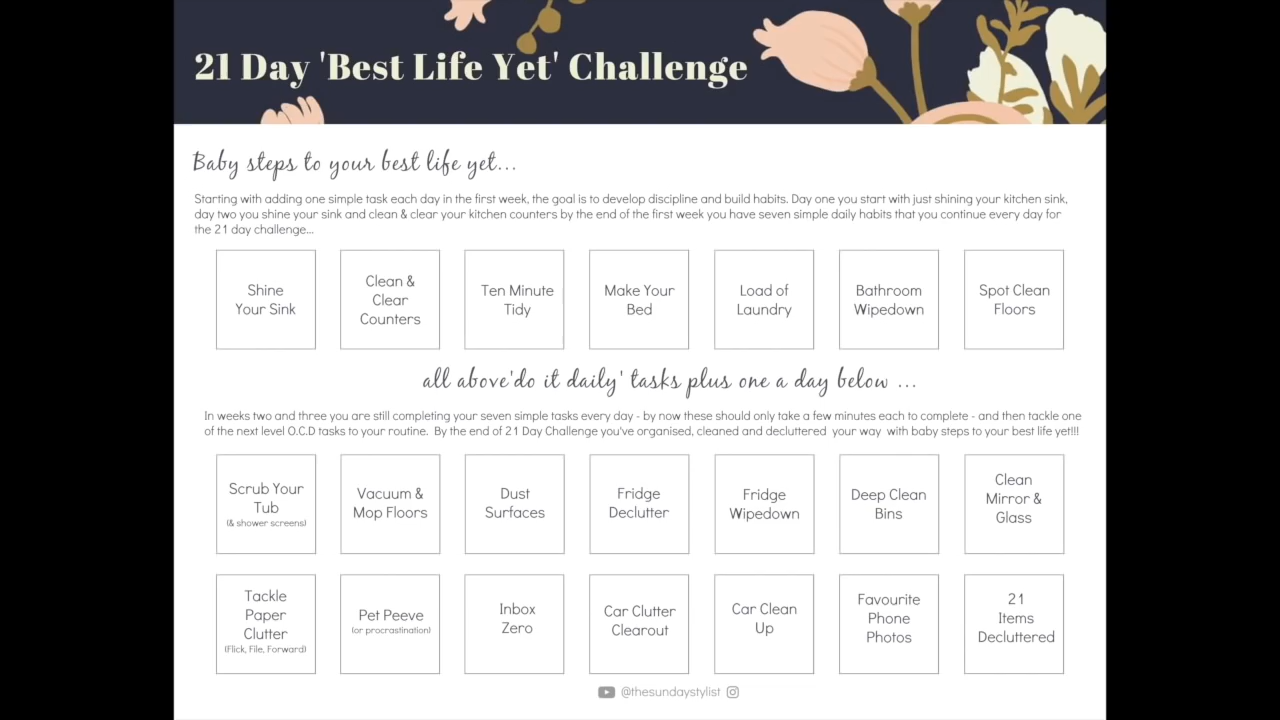 21 Day 'Best Life Yet' Challenge
Baby steps to your best life yet...
Starting with adding one simple task each day in the first week, the goal is to develop discipline and build habits. Day one you start with just shining your kitchen sink,
day two you shine your sink and clean & clear your kitchen counters by the end of the first week you have seven simple daily habits that you continue every day for
the 21 day challenge...
Shine
Your Sink
Clean &
Clear
Counters
Ten Minute
Tidy
Make Your
Bed
Load of
Laundry
Bathroom
Wipedown
Spot Clean
Floors
all above'do it daily' tasks plus one a day below ...
In weeks two and three you are still completing your seven simple tasks every day - by now these should only take a few minutes each to complete - and then tackle one
of the next level O.C.D tasks to your routine. By the end of 21 Day Challenge you've organised, cleaned and decluttered your way with baby steps to your best life yet!!!
Scrub Your
Tub
(& shower screens)
Vacuum &
Mop Floors
Dust
Surfaces
Fridge
Declutter
Fridge
Wipedown
Deep Clean
Bins
Clean
Mirror &
Glass
Tackle
Paper
Clutter
(Flick, File, Forward)
Pet Peeve
(or procrastination)
Inbox
Zero
Car Clutter
Clearout
Car Clean
Up
Favourite
Phone
Photos
21
Items
Decluttered
@thesundaystylist